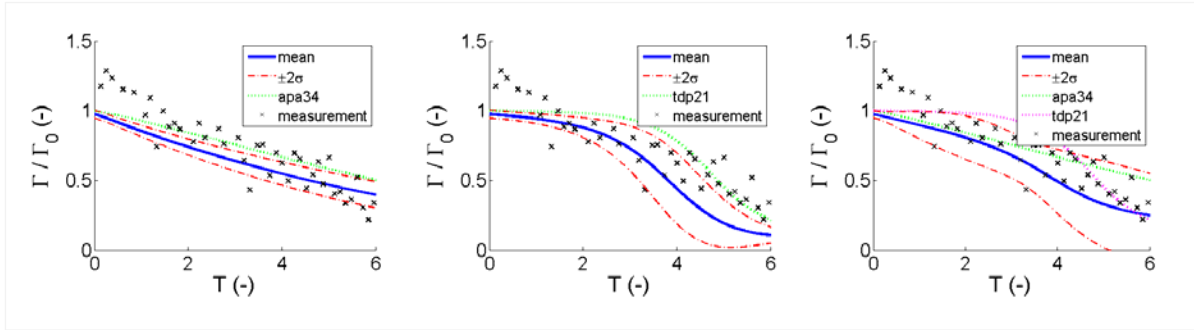 1.5
1
0.5
0
Γ / Γ0 (-)
mean
±2σ
apa34
measurement
0 2 4 6
T (-)
1.5
1
0.5
0
Γ / Γ0 (-)
mean
±2σ
tdp21
measurement
0 2 4 6
T (-)
1.5
1
0.5
0
Γ / Γ0 (-)
mean
±2σ
apa34
tdp21
measurement
0 2 4 6
T (-)